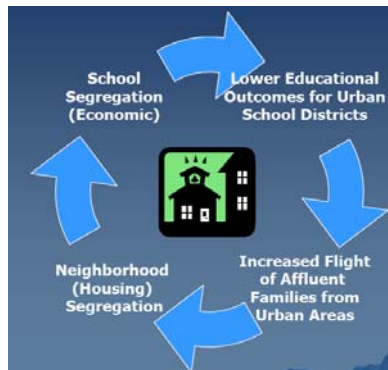 School
Segregation
(Economic)
Lower Educational
Outcomes for Urban
School Districts
Increased Flight
of Affluent
Families from
Urban Areas
Neighborhood
(Housing)
Segregation